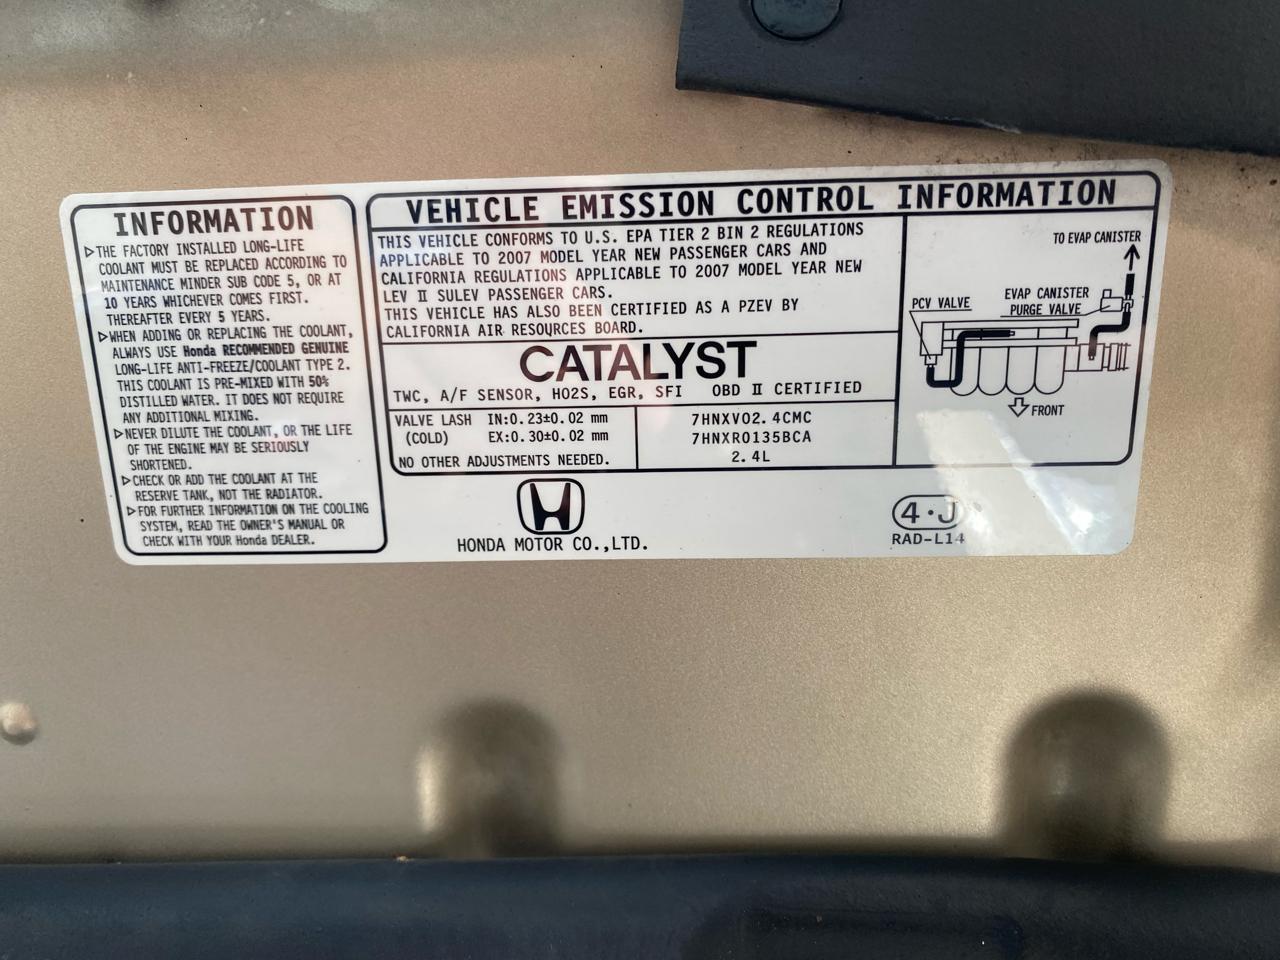 INFORMATION
▷THE FACTORY INSTALLED LONG-LIFE
COOLANT MUST BE REPLACED ACCORDING TO
MAINTENANCE MINDER SUB CODE 5, OR AT
10 YEARS WHICHEVER COMES FIRST.
THEREAFTER EVERY 5 YEARS.
▷WHEN ADDING OR REPLACING THE COOLANT,
ALWAYS USE Honda RECOMMENDED GENUINE
LONG-LIFE ANTI-FREEZE/COOLANT TYPE 2.
THIS COOLANT IS PRE-MIXED WITH 50%
DISTILLED WATER. IT DOES NOT REQUIRE
ANY ADDITIONAL MIXING.
▷NEVER DILUTE THE COOLANT, OR THE LIFE
OF THE ENGINE MAY BE SERIOUSLY
SHORTENED.
▷CHECK OR ADD THE COOLANT AT THE
RESERVE TANK, NOT THE RADIATOR.
▷FOR FURTHER INFORMATION ON THE COOLING
SYSTEM, READ THE OWNER'S MANUAL OR
CHECK WITH YOUR Honda DEALER.
VEHICLE EMISSION CONTROL INFORMATION
THIS VEHICLE CONFORMS TO U.S. EPA TIER 2 BIN 2 REGULATIONS
APPLICABLE TO 2007 MODEL YEAR NEW PASSENGER CARS AND
CALIFORNIA REGULATIONS APPLICABLE TO 2007 MODEL YEAR NEW
LEV II SULEV PASSENGER CARS.
THIS VEHICLE HAS ALSO BEEN CERTIFIED AS A PZEV BY
CALIFORNIA AIR RESOURCES BOARD.
CATALYST
TWC, A/F SENSOR, HO2S, EGR, SFI OBD II CERTIFIED
VALVE LASH IN:0.23±0.02 mm
(COLD) EX:0.30±0.02 mm
NO OTHER ADJUSTMENTS NEEDED.
7HNXV02.4CMC
7HNXR0135BCA
2.4L
TO EVAP CANISTER
EVAP CANISTER
PURGE VALVE
PCV VALVE
FRONT
HONDA MOTOR CO.,LTD.
4·J
RAD-L14